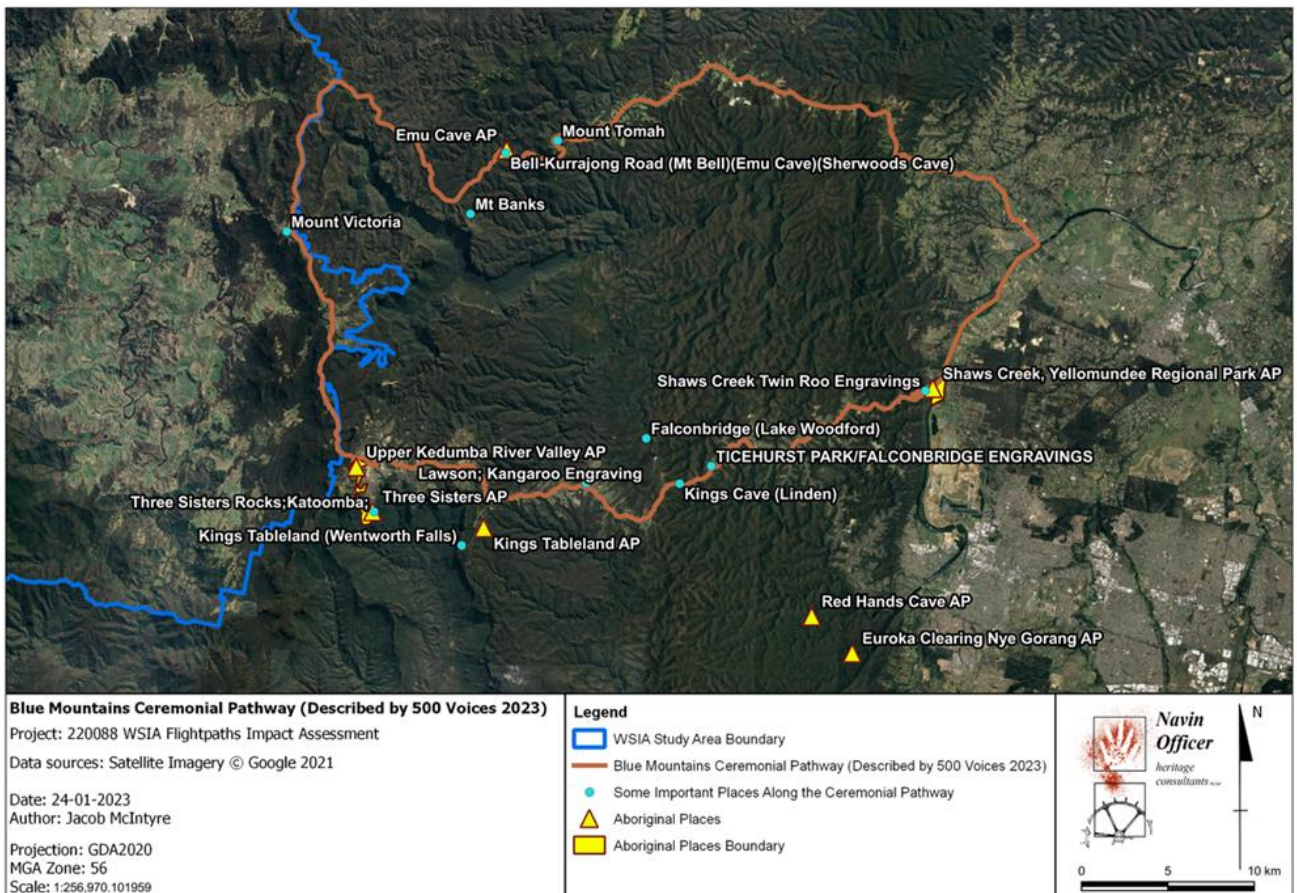 Emu Cave AP
Mount Tomah
Bell-Kurrajong Road (Mt Bell)(Emu Cave)(Sherwoods Cave)
Mt Banks
Mount Victoria
Shaws Creek Twin Roo Engravings
Shaws Creek, Yellomundee Regional Park AP
Falconbridge (Lake Woodford)
Upper Kedumba River Valley AP
TICEHURST PARK/FALCONBRIDGE ENGRAVINGS
Lawson; Kangaroo Engraving
Kings Cave (Linden)
Three Sisters Rocks;Katoomba;
Three Sisters AP
Kings Tableland (Wentworth Falls)
Kings Tableland AP
Red Hands Cave AP
Euroka Clearing Nye Gorang AP
Blue Mountains Ceremonial Pathway (Described by 500 Voices 2023)
Project: 220088 WSIA Flightpaths Impact Assessment
Data sources: Satellite Imagery © Google 2021
Date: 24-01-2023
Author: Jacob McIntyre
Projection: GDA2020
MGA Zone: 56
Scale: 1:256,970.101959
Legend
WSIA Study Area Boundary
Blue Mountains Ceremonial Pathway (Described by 500 Voices 2023)
Some Important Places Along the Ceremonial Pathway
Aboriginal Places
Aboriginal Places Boundary
Navin
Officer
heritage
consultants
N
0 5 10 km